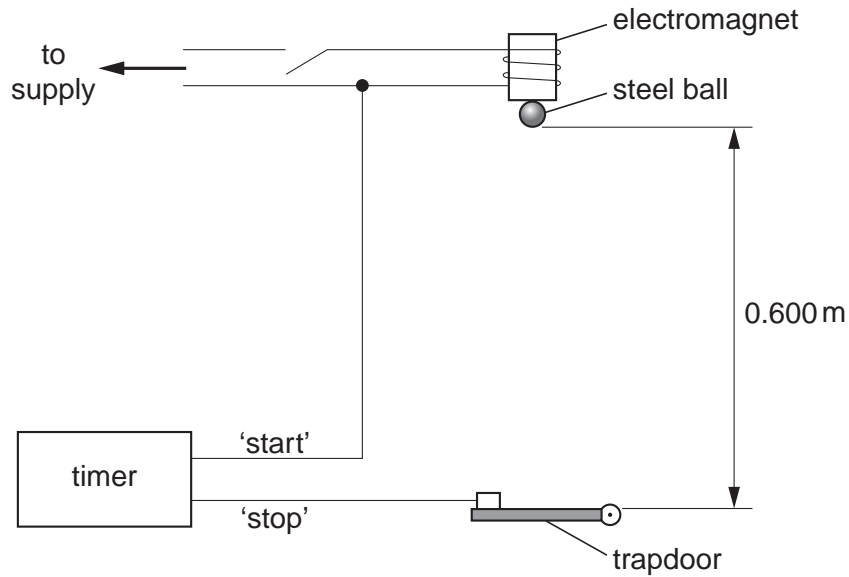 electromagnet
to
supply
steel ball
0.600 m
‘start’
timer
‘stop’
trapdoor